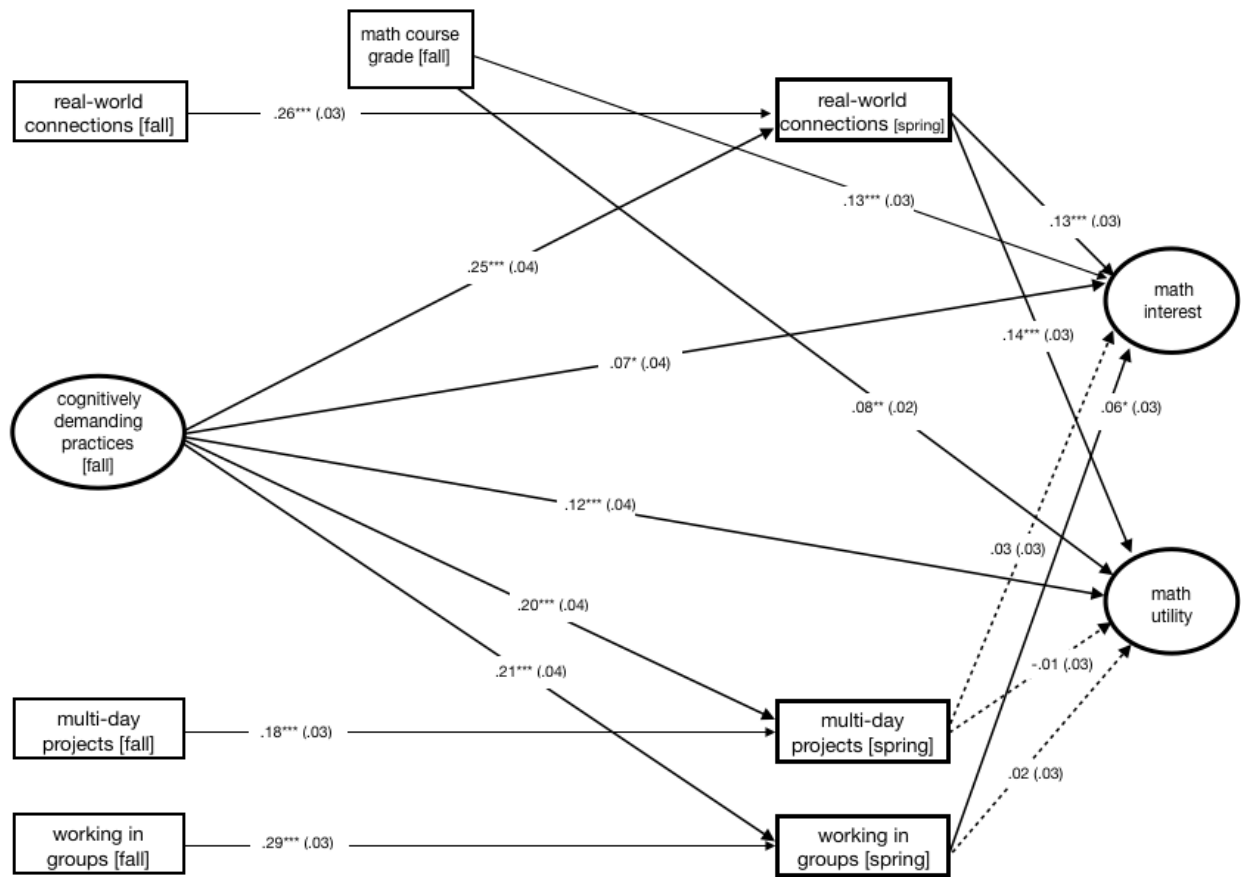 math course
grade [fall]
real-world
connections [fall]
.26*** (.03)
real-world
connections [spring]
.13*** (.03)
.13*** (.03)
.25*** (.04)
math
interest
.14*** (.03)
.07* (.04)
cognitively
demanding
practices
[fall]
.08** (.02)
.06* (.03)
.12*** (.04)
.03 (.03)
math
utility
.20*** (.04)
.21*** (.04)
-.01 (.03)
multi-day
projects [fall]
.18*** (.03)
multi-day
projects [spring]
.02 (.03)
working in
groups [fall]
.29*** (.03)
working in
groups [spring]